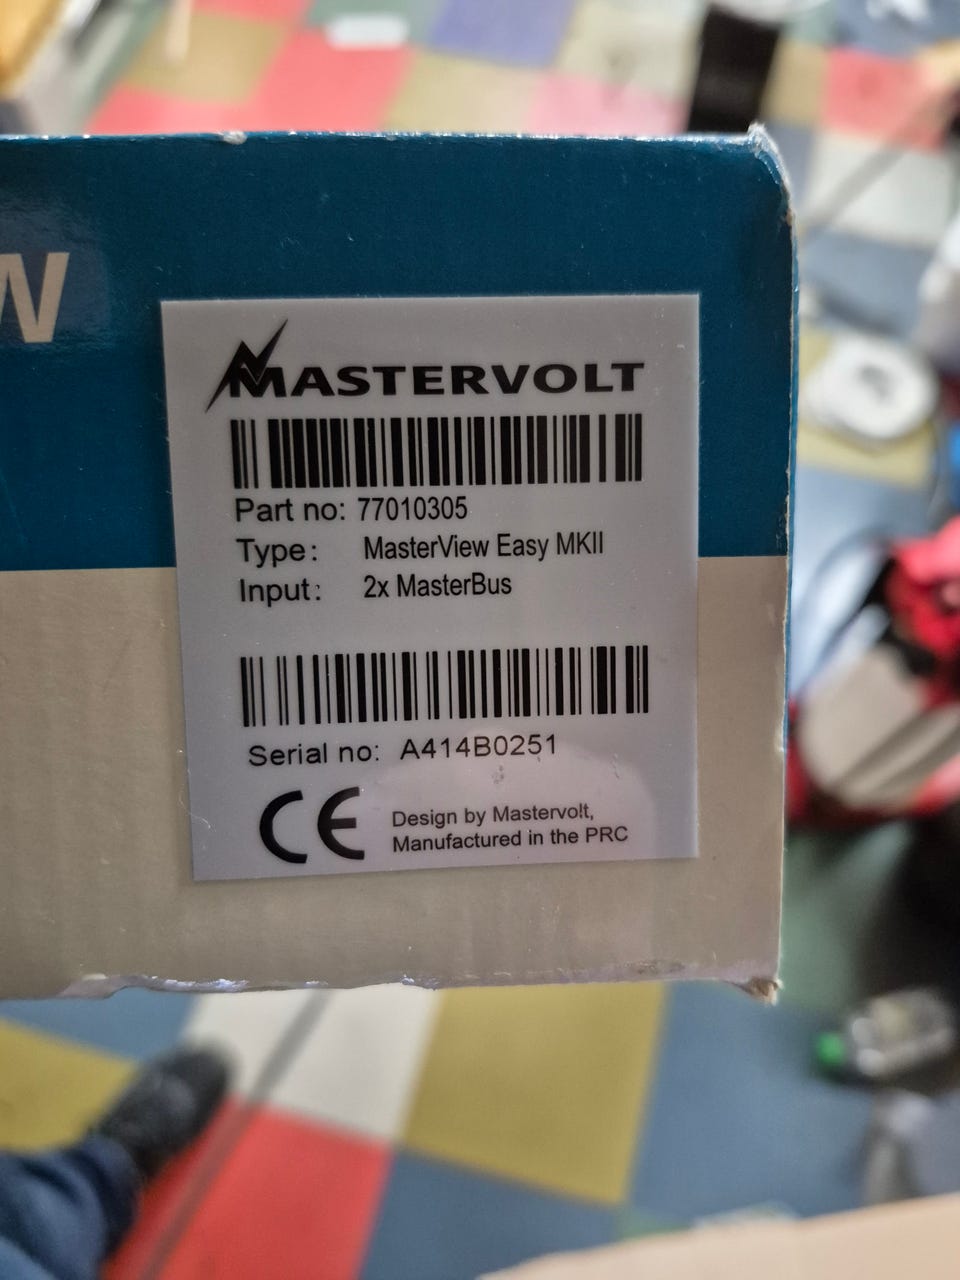 W
MASTERVOLT
Part no: 77010305
Type: MasterView Easy MKII
Input: 2x MasterBus
Serial no: A414B0251
CE
Design by Mastervolt,
Manufactured in the PRC